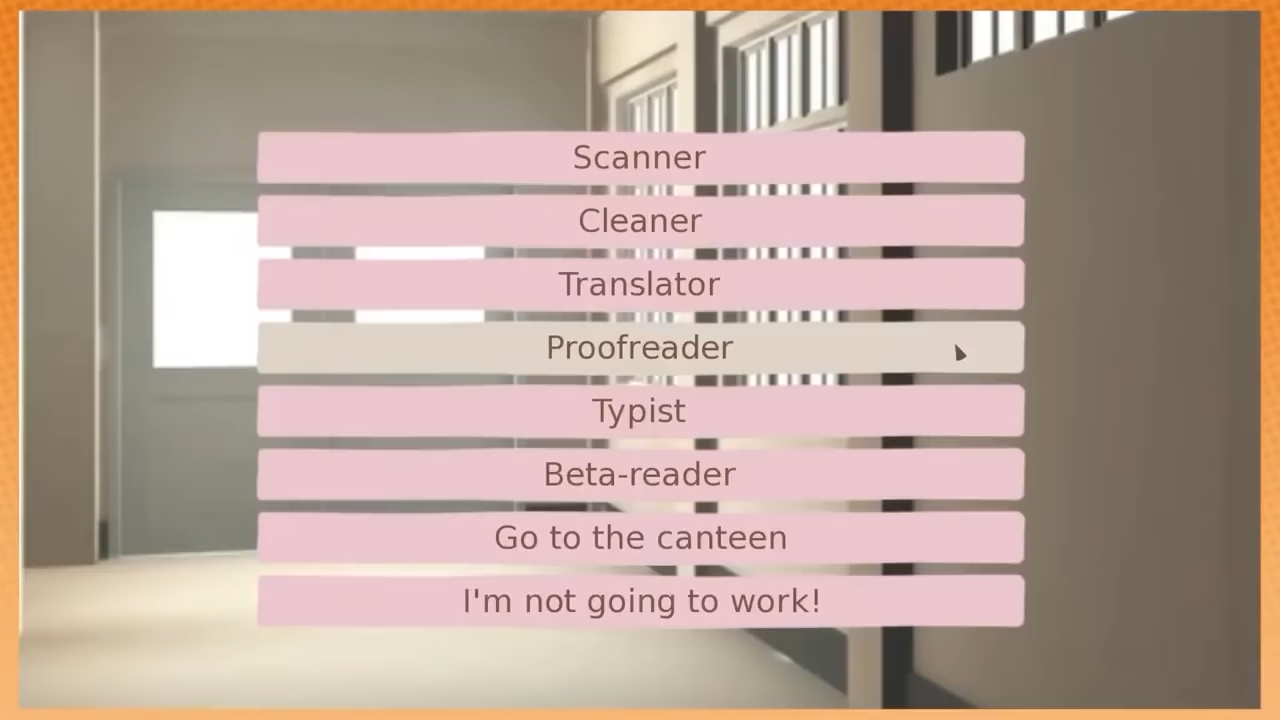 Scanner
Cleaner
Translator
Proofreader
Typist
Beta-reader
Go to the canteen
I'm not going to work!